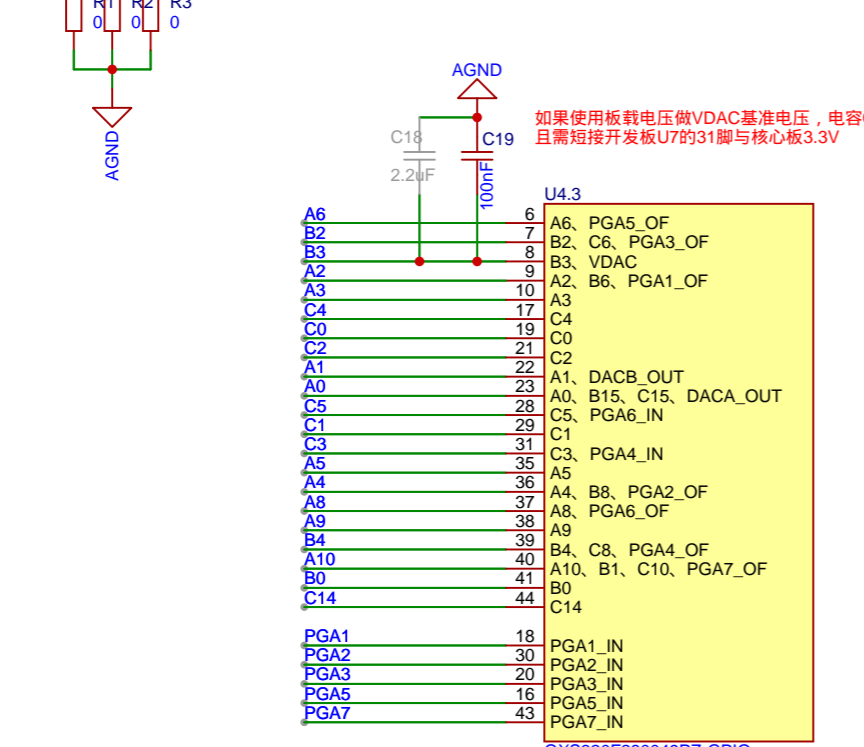 R1 R2 R3
0 0 0
AGND
AGND
如果使用板载电压做VDAC基准电压，电容
且需短接开发板U7的31脚与核心板3.3V
C18
2.2uF
C19
100nF
U4.3
A6 6 A6、PGA5_OF
B2 7 B2、C6、PGA3_OF
B3 8 B3、VDAC
A2 9 A2、B6、PGA1_OF
A3 10 A3
C4 17 C4
C0 19 C0
C2 21 C2
A1 22 A1、DACB_OUT
A0 23 A0、B15、C15、DACA_OUT
C5 28 C5、PGA6_IN
C1 29 C1
C3 31 C3、PGA4_IN
A5 35 A5
A4 36 A4、B8、PGA2_OF
A8 37 A8、PGA6_OF
A9 38 A9
B4 39 B4、C8、PGA4_OF
A10 40 A10、B1、C10、PGA7_OF
B0 41 B0
C14 44 C14
PGA1 18 PGA1_IN
PGA2 30 PGA2_IN
PGA3 20 PGA3_IN
PGA5 16 PGA5_IN
PGA7 43 PGA7_IN